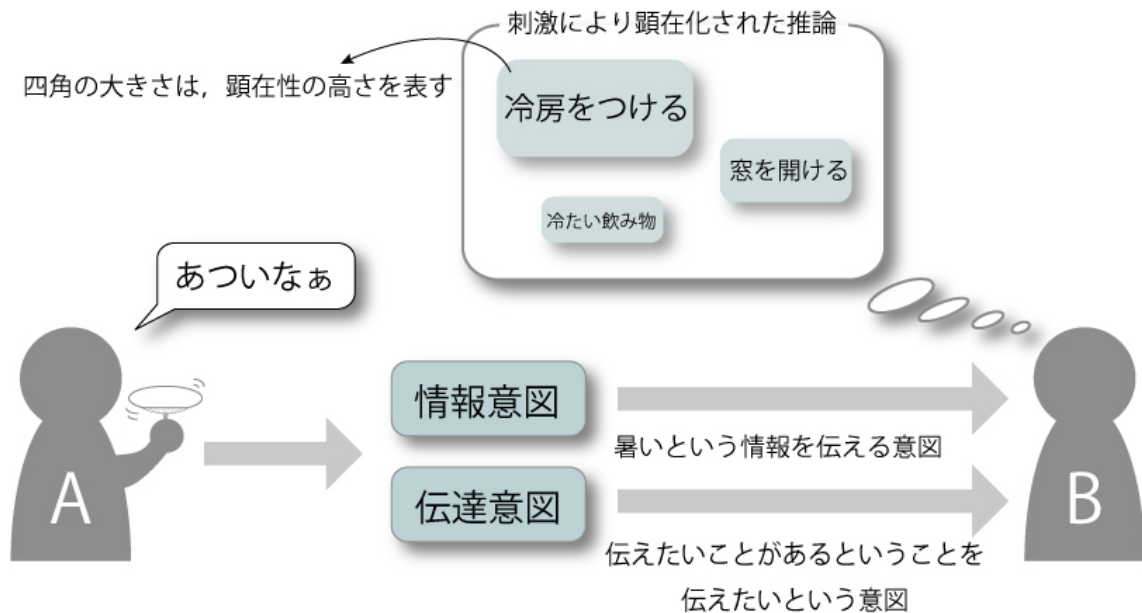 刺激により顕在化された推論
四角の大きさは，顕在性の高さを表す
冷房をつける
窓を開ける
冷たい飲み物
あついなぁ
A
情報意図
暑いという情報を伝える意図
伝達意図
伝えたいことがあるということを
伝えたいという意図
B